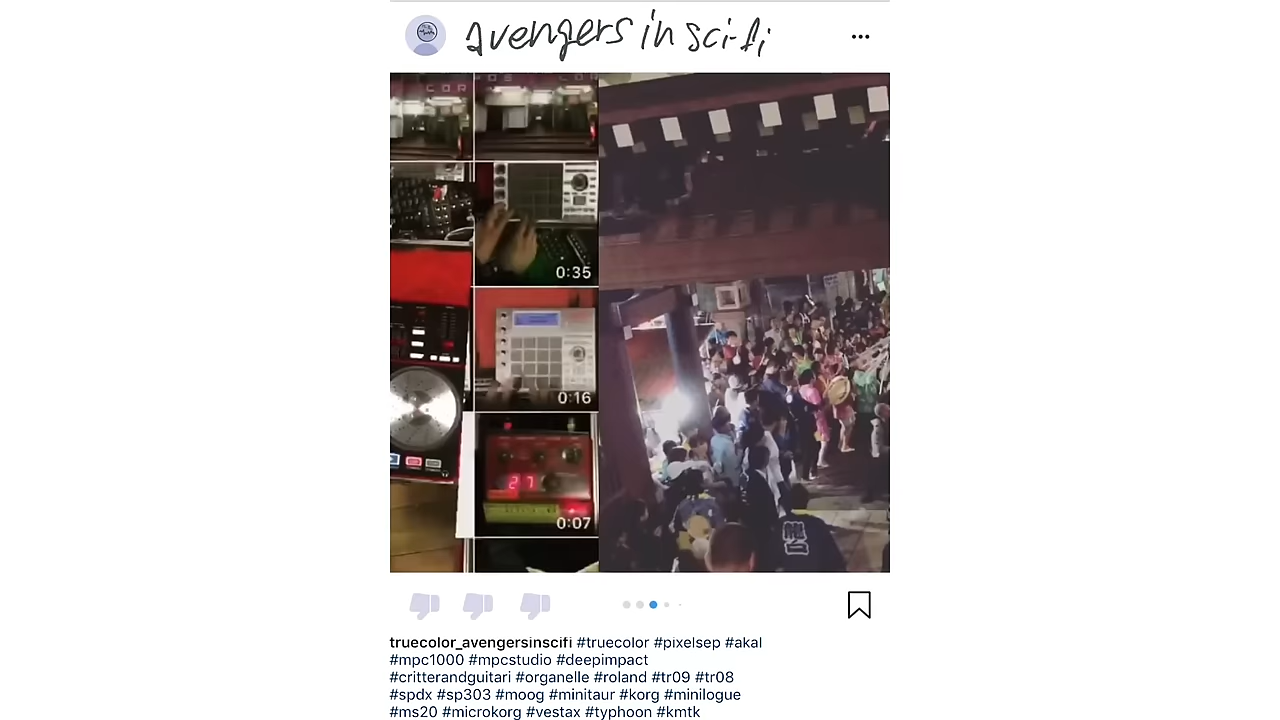 avengers in sci-fi
0:35
0:16
27
0:07
truecolor_avengersinscifi #truecolor #pixelsep #akal
#mpc1000 #mpcstudio #deepimpact
#critterandguitari #organelle #roland #tr09 #tr08
#spdx #sp303 #moog #minitaur #korg #minilogue
#ms20 #microkorg #vestax #typhoon #kmtk